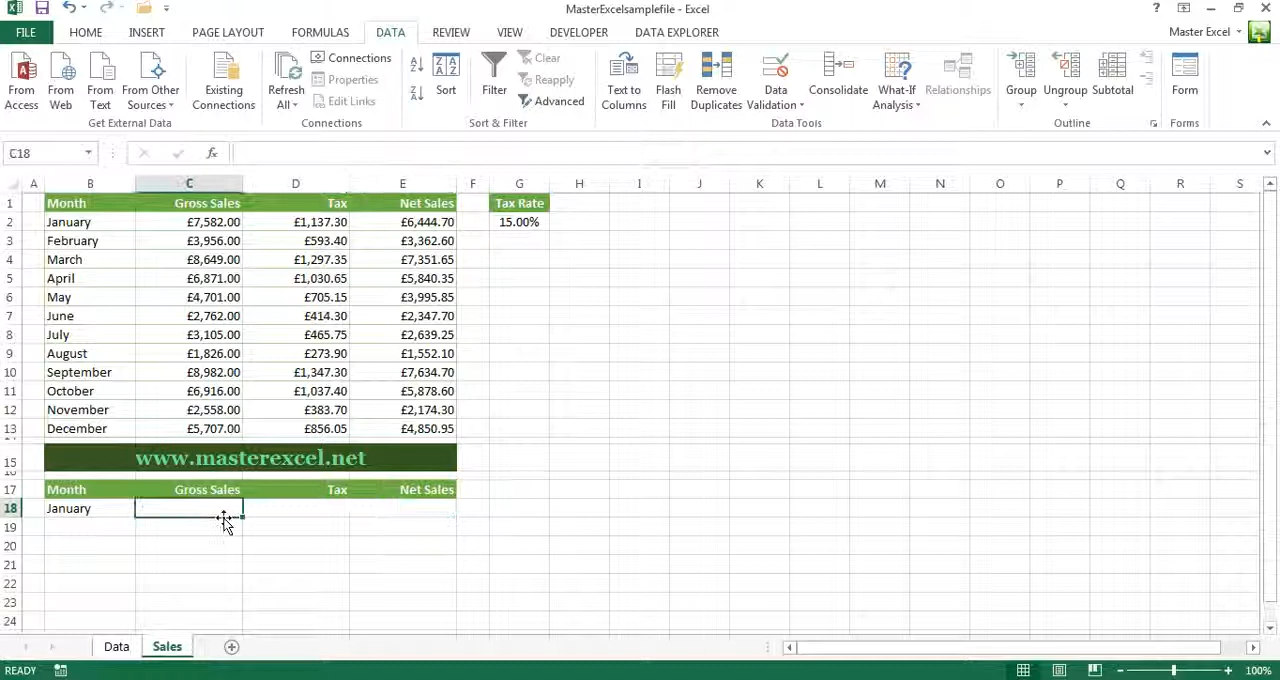 MasterExcelsamplefile - Excel
?
FILE HOME INSERT PAGE LAYOUT FORMULAS DATA REVIEW VIEW DEVELOPER DATA EXPLORER Master Excel
From Access
From Web
From Text
From Other Sources
Existing Connections
Get External Data
Refresh All
Connections
Properties
Edit Links
Connections
Sort
Filter
Clear
Reapply
Advanced
Sort & Filter
Text to Columns
Flash Fill
Remove Duplicates
Data Validation
Consolidate
What-If Analysis
Relationships
Data Tools
Group
Ungroup
Subtotal
Outline
Form
Forms
C18 fx
A B C D E F G H I J K L M N O P Q R S
1 Month Gross Sales Tax Net Sales Tax Rate
2 January £7,582.00 £1,137.30 £6,444.70 15.00%
3 February £3,956.00 £593.40 £3,362.60
4 March £8,649.00 £1,297.35 £7,351.65
5 April £6,871.00 £1,030.65 £5,840.35
6 May £4,701.00 £705.15 £3,995.85
7 June £2,762.00 £414.30 £2,347.70
8 July £3,105.00 £465.75 £2,639.25
9 August £1,826.00 £273.90 £1,552.10
10 September £8,982.00 £1,347.30 £7,634.70
11 October £6,916.00 £1,037.40 £5,878.60
12 November £2,558.00 £383.70 £2,174.30
13 December £5,707.00 £856.05 £4,850.95
15 www.masterexcel.net
17 Month Gross Sales Tax Net Sales
18 January
19
20
21
22
23
24
Data Sales
READY 100%